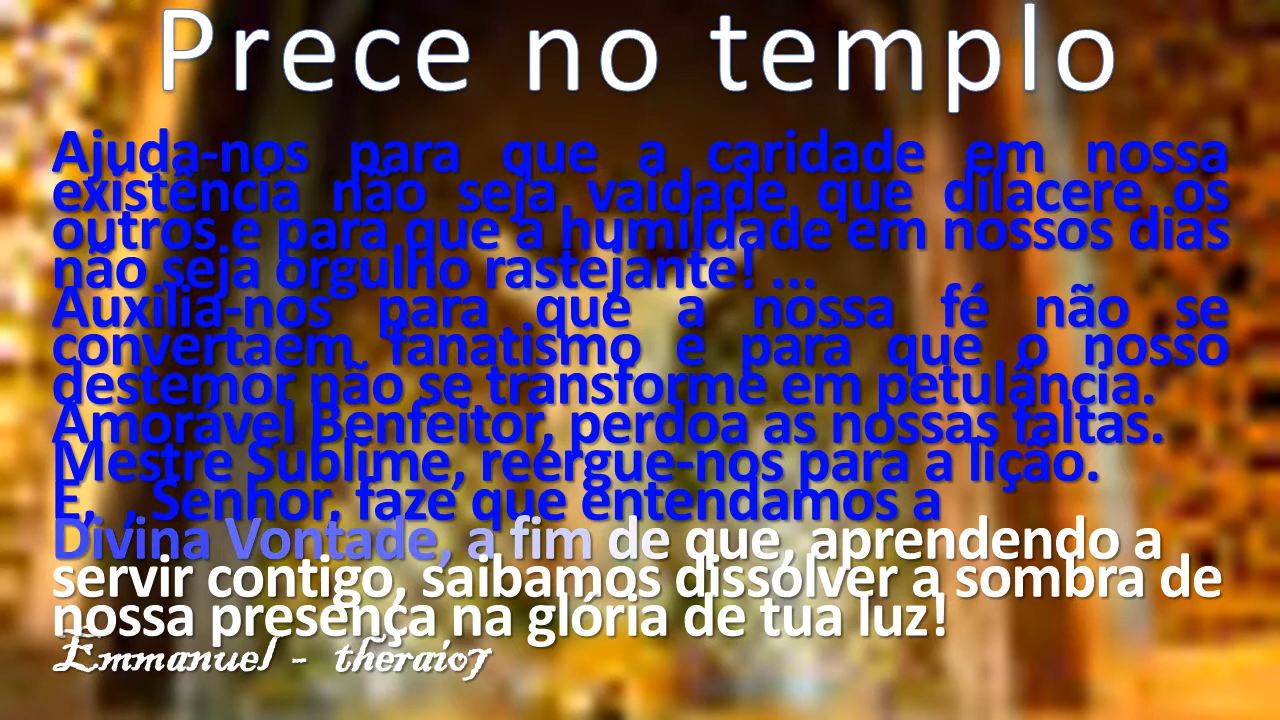 Prece no templo
Ajuda-nos para que a caridade em nossa
existência não seja vaidade que dilacere os
outros e para que a humildade em nossos dias
não seja orgulho rastejante! ...
Auxilia-nos para que a nossa fé não se
convertaem fanatismo e para que o nosso
destemor não se transforme em petulância.
Amorável Benfeitor, perdoa as nossas faltas.
Mestre Sublime, reergue-nos para a lição.
E, , Senhor, faze que entendamos a
Divina Vontade, a fim de que, aprendendo a
servir contigo, saibamos dissolver a sombra de
nossa presença na glória de tua luz!
Emmanuel - theraio7